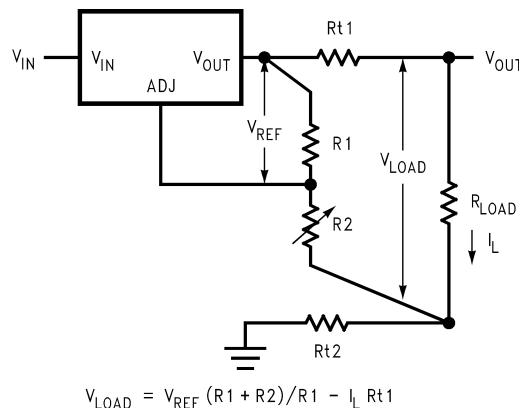 Rt1
V_IN V_IN V_OUT V_OUT
ADJ
V_REF R1
V_LOAD
R_LOAD
R2
I_L
Rt2
V_LOAD = V_REF (R1 + R2)/R1 - I_L Rt1